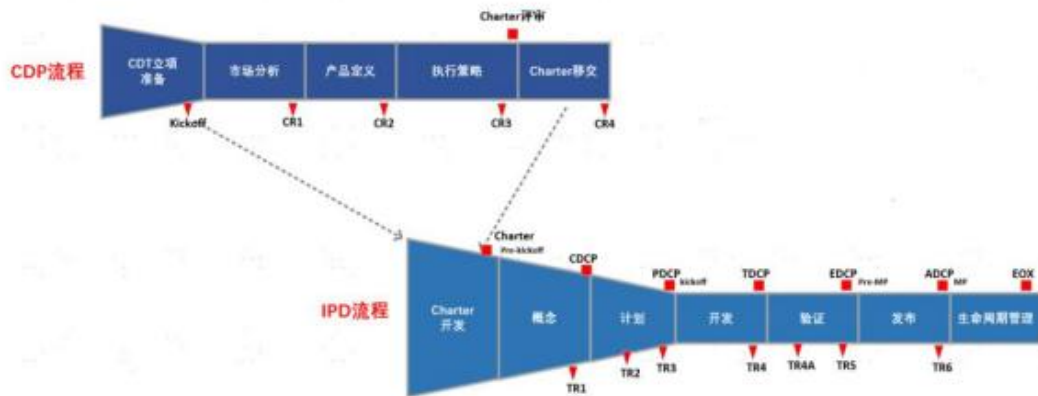 Charter评审
CDP流程
CDT立项
准备
市场分析
产品定义
执行策略
Charter移交
Kickoff
CR1
CR2
CR3
CR4
Charter
Pre-kickoff
CDCP
PDCP
kickoff
TDCP
EDCP
Pre-MP
ADCP
MP
EOX
IPD流程
Charter
开发
概念
计划
开发
验证
发布
生命周期管理
TR1
TR2
TR3
TR4
TR4A
TR5
TR6